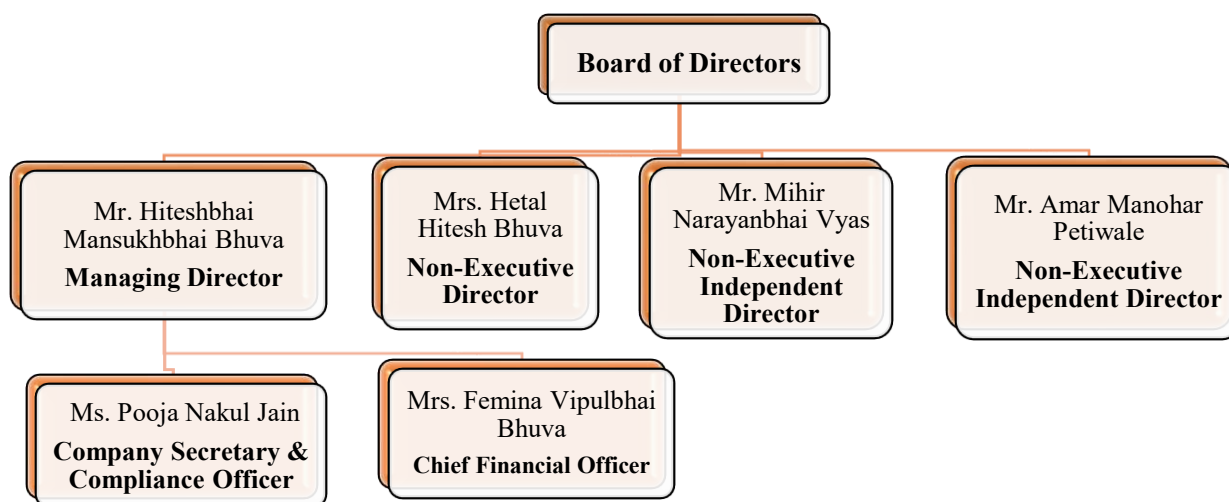 Board of Directors
Mr. Hiteshbhai
Mansukhbhai Bhuva
Managing Director
Mrs. Hetal
Hitesh Bhuva
Non-Executive
Director
Mr. Mihir
Narayanbhai Vyas
Non-Executive
Independent
Director
Mr. Amar Manohar
Petiwale
Non-Executive
Independent Director
Ms. Pooja Nakul Jain
Company Secretary &
Compliance Officer
Mrs. Femina Vipulbhai
Bhuva
Chief Financial Officer